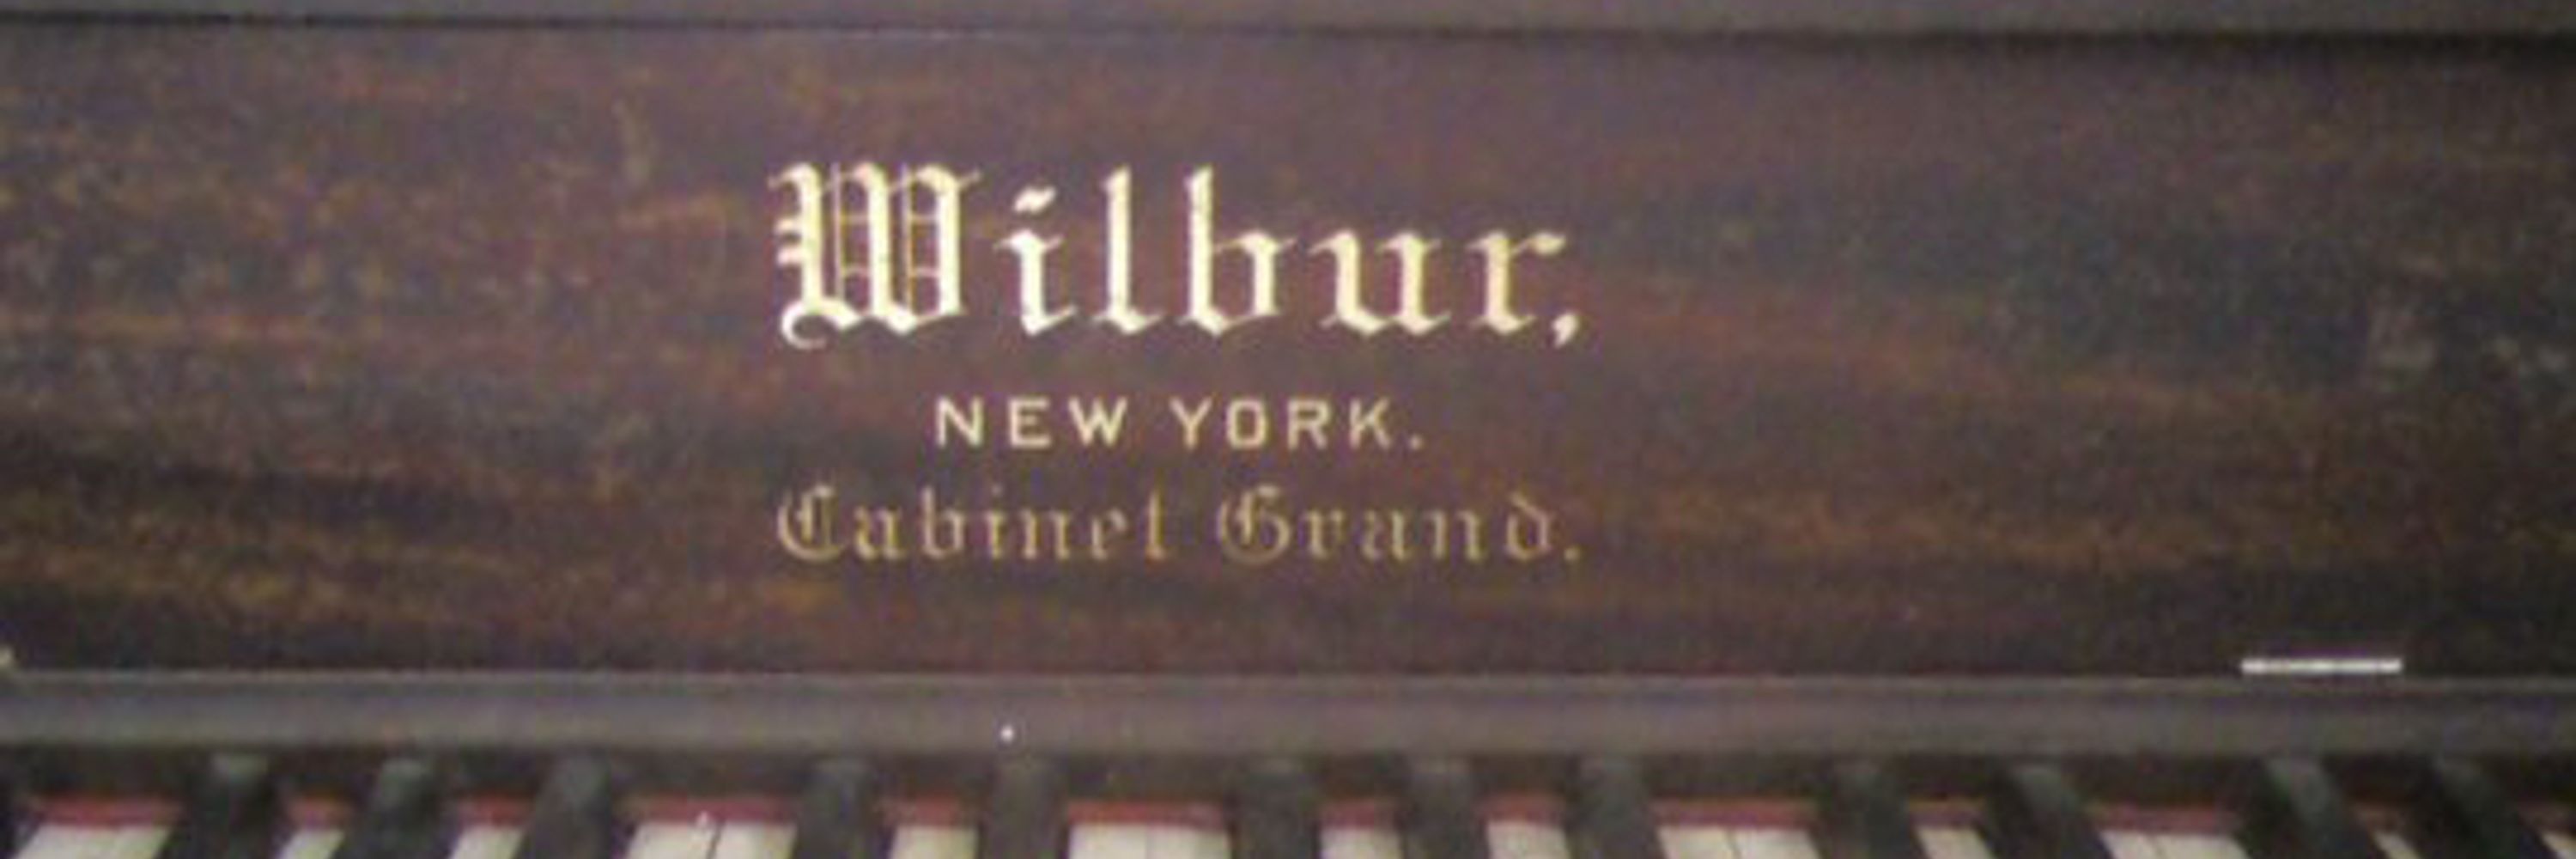 Wilbur,
NEW YORK.
Cabinet Grand.